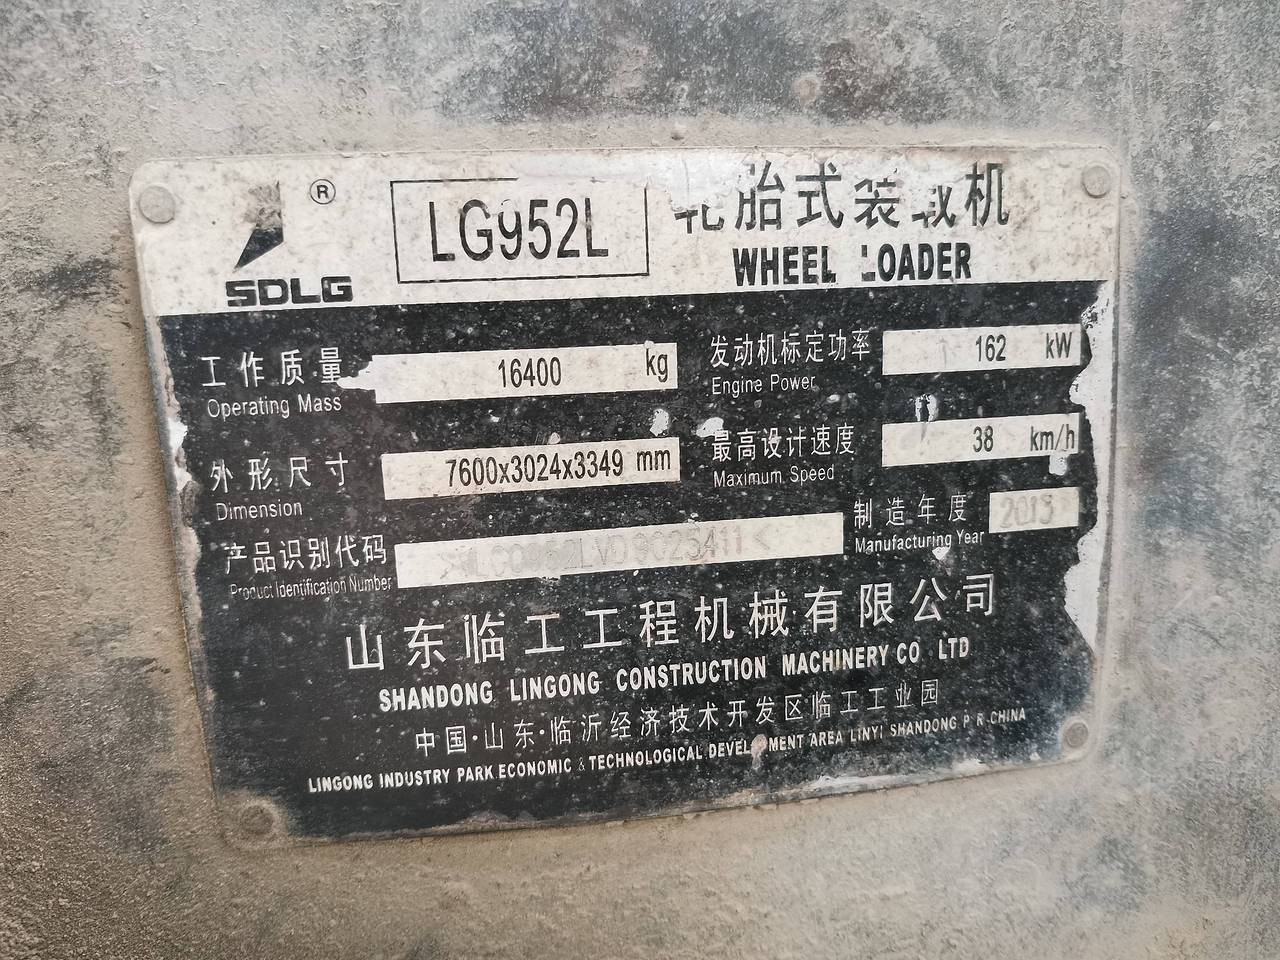 ®
SDLG
LG952L
轮胎式装载机
WHEEL LOADER
工作质量 16400 kg
Operating Mass
发动机标定功率 162 kW
Engine Power
外形尺寸 7600x3024x3349 mm
Dimension
最高设计速度 38 km/h
Maximum Speed
产品识别代码
Product Identification Number
制造年度 2013
Manufacturing Year
山东临工工程机械有限公司
SHANDONG LINGONG CONSTRUCTION MACHINERY CO LTD
中国·山东·临沂经济技术开发区临工工业园
LINGONG INDUSTRY PARK ECONOMIC & TECHNOLOGICAL DEVELOPMENT AREA LINYI SHANDONG P R CHINA